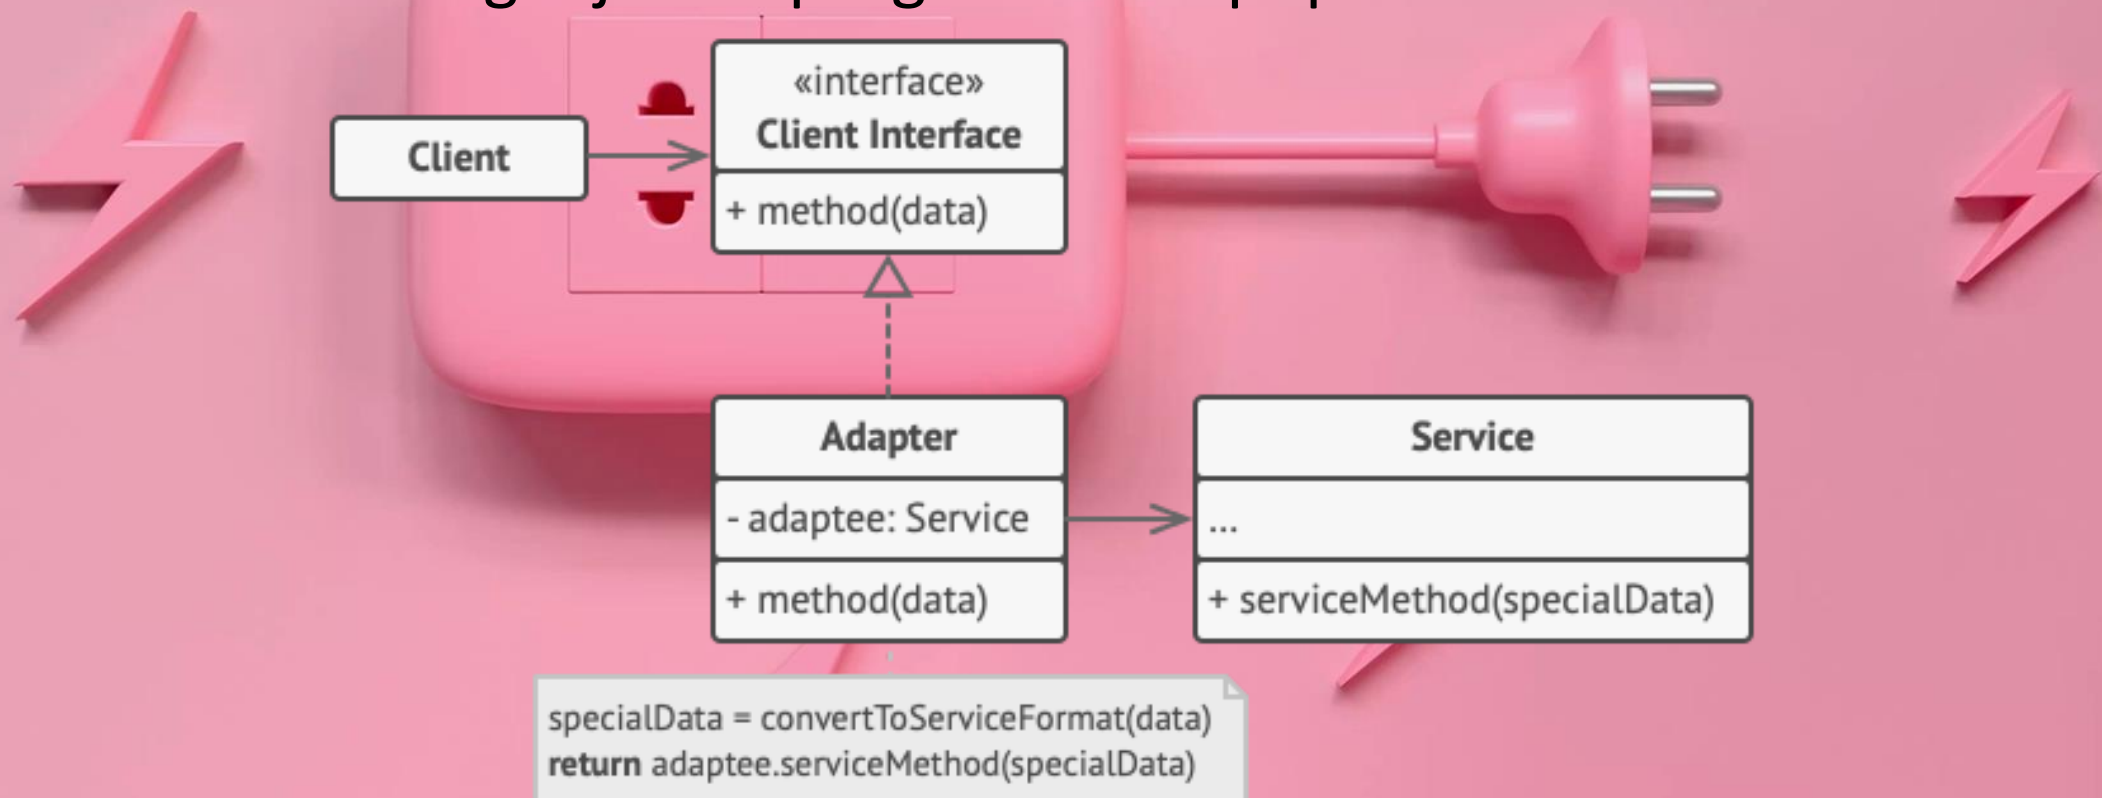 Client
«interface»
Client Interface
+ method(data)
Adapter
- adaptee: Service
+ method(data)
Service
...
+ serviceMethod(specialData)
specialData = convertToServiceFormat(data)
return adaptee.serviceMethod(specialData)